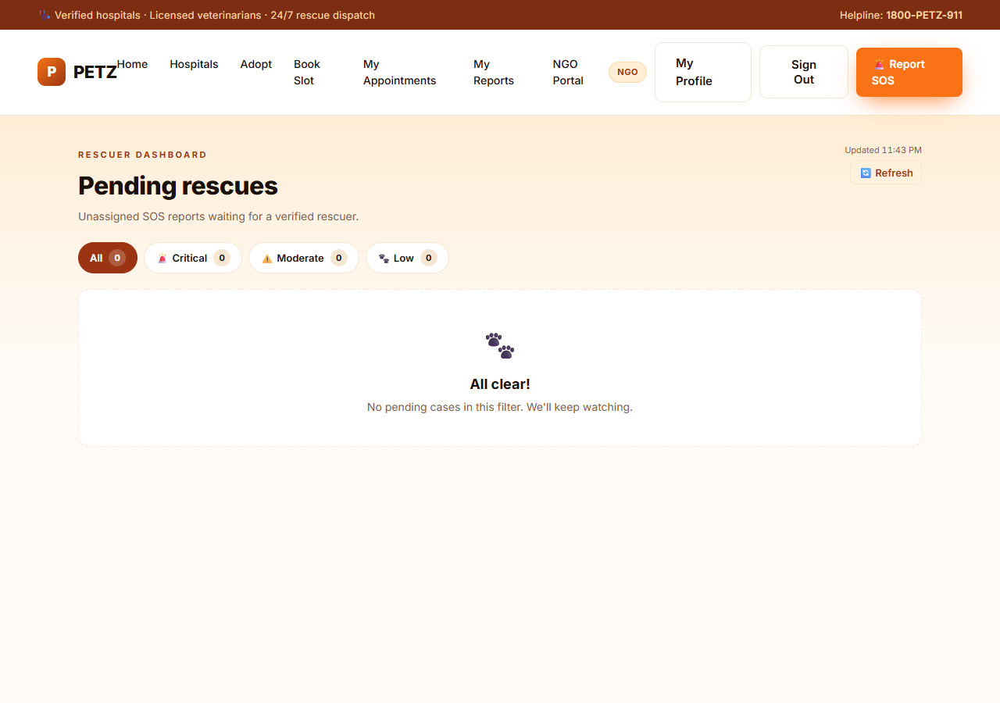 🩺 Verified hospitals · Licensed veterinarians · 24/7 rescue dispatch
Helpline: 1800-PETZ-911
P
PETZ
Home
Hospitals
Adopt
Book
Slot
My
Appointments
My
Reports
NGO
Portal
NGO
My
Profile
Sign
Out
🚨 Report
SOS
RESCUER DASHBOARD
Updated 11:43 PM
Pending rescues
🔄 Refresh
Unassigned SOS reports waiting for a verified rescuer.
All 0
🚨 Critical 0
⚠️ Moderate 0
🐾 Low 0
🐾
All clear!
No pending cases in this filter. We'll keep watching.